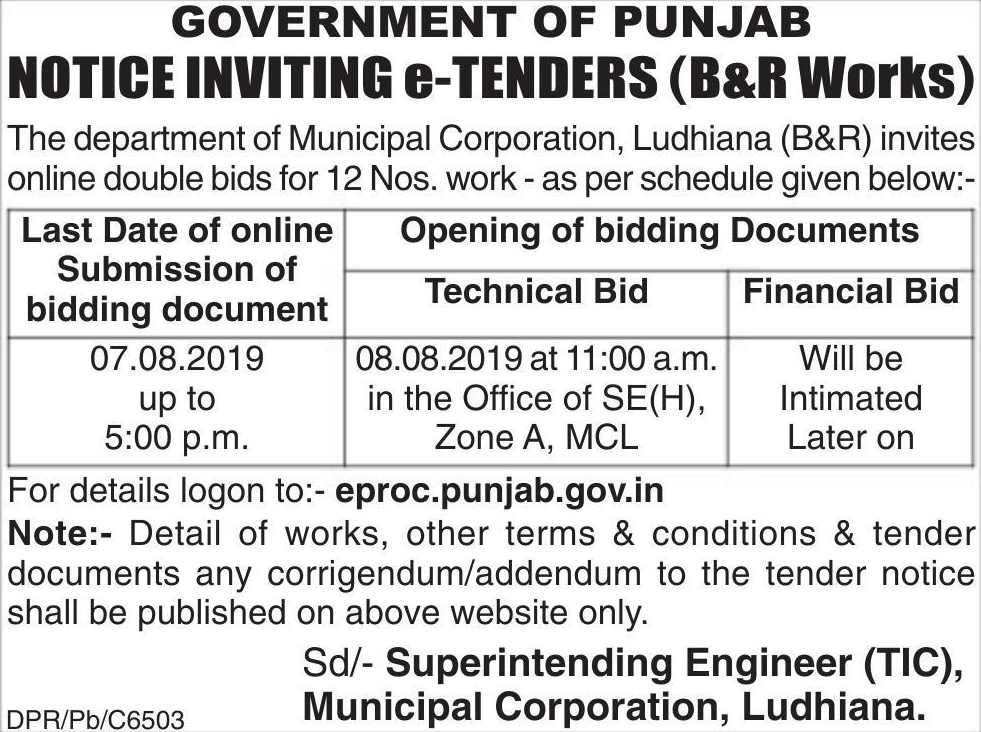 GOVERNMENT OF PUNJAB
NOTICE INVITING e-TENDERS (B&R Works)
The department of Municipal Corporation, Ludhiana (B&R) invites
online double bids for 12 Nos. work - as per schedule given below:-
Last Date of online
Submission of
bidding document
Opening of bidding Documents
Technical Bid
Financial Bid
07.08.2019
up to
5:00 p.m.
08.08.2019 at 11:00 a.m.
in the Office of SE(H),
Zone A, MCL
Will be
Intimated
Later on
For details logon to:- eproc.punjab.gov.in
Note:- Detail of works, other terms & conditions & tender
documents any corrigendum/addendum to the tender notice
shall be published on above website only.
Sd/- Superintending Engineer (TIC),
Municipal Corporation, Ludhiana.
DPR/Pb/C6503